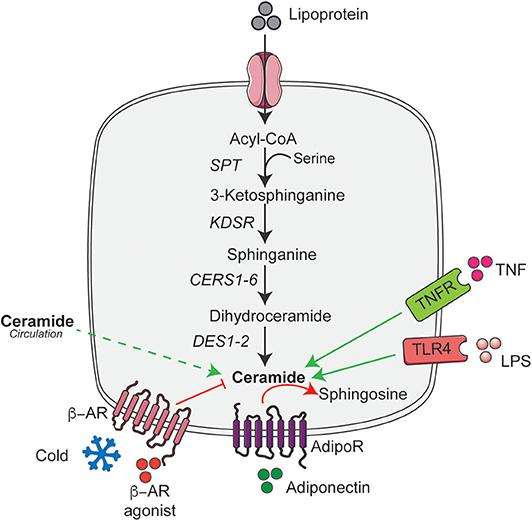 Lipoprotein
Acyl-CoA
SPT
Serine
3-Ketosphinganine
KDSR
Sphinganine
CERS1-6
Dihydroceramide
DES1-2
Ceramide
Sphingosine
Ceramide
Circulation
TNFR
TNF
TLR4
LPS
β–AR
Cold
β–AR
agonist
AdipoR
Adiponectin